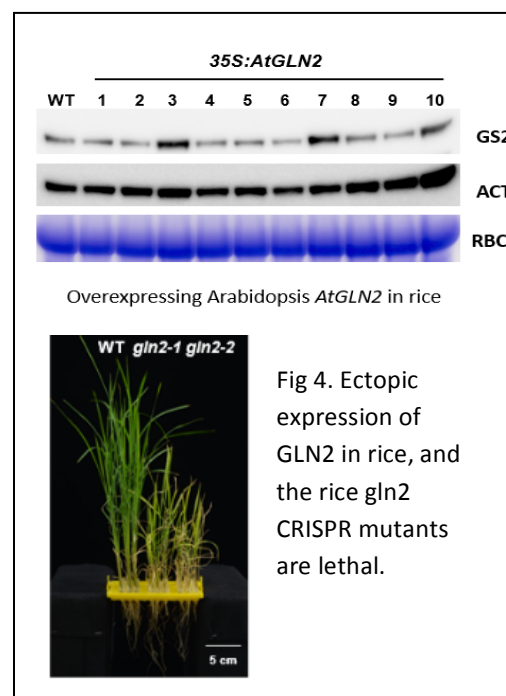 35S:AtGLN2
WT 1 2 3 4 5 6 7 8 9 10
GS2
ACT
RBC
Overexpressing Arabidopsis AtGLN2 in rice
WT gln2-1 gln2-2
5 cm
Fig 4. Ectopic
expression of
GLN2 in rice, and
the rice gln2
CRISPR mutants
are lethal.